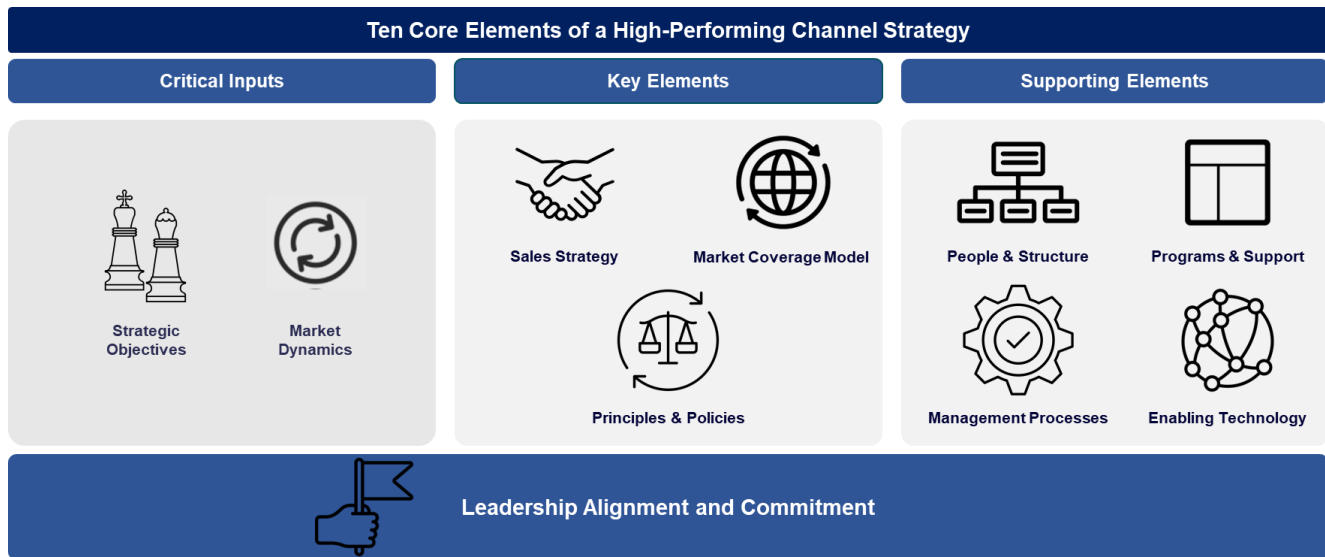 Ten Core Elements of a High-Performing Channel Strategy
Critical Inputs
Key Elements
Supporting Elements
Strategic
Objectives
Market
Dynamics
Sales Strategy
Market Coverage Model
Principles & Policies
People & Structure
Programs & Support
Management Processes
Enabling Technology
Leadership Alignment and Commitment